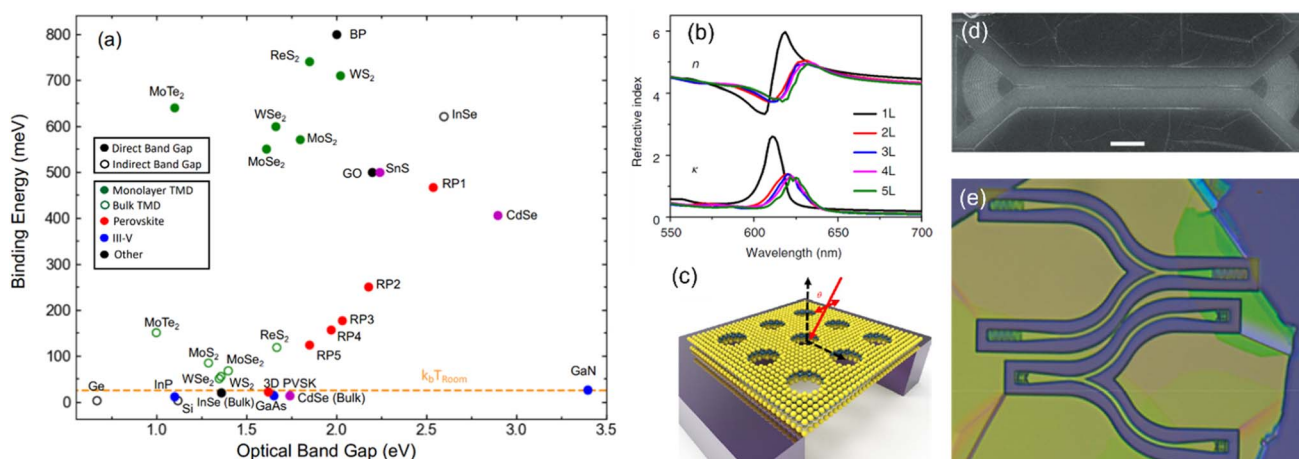 (a)
BP
ReS2
WS2
MoTe2
WSe2
MoS2
MoSe2
InSe
GO
SnS
RP1
CdSe
RP2
RP3
RP4
RP5
MoTe2
ReS2
MoS2
MoSe2
WSe2
WS2
kbTRoom
GaN
Ge
InP
3D PVSK
Si
InSe (Bulk)
GaAs
CdSe (Bulk)
Direct Band Gap
Indirect Band Gap
Monolayer TMD
Bulk TMD
Perovskite
III-V
Other
Binding Energy (meV)
800
700
600
500
400
300
200
100
0
1.0 1.5 2.0 2.5 3.0 3.5
Optical Band Gap (eV)
(b)
Refractive index
6
4
2
0
n
κ
1L
2L
3L
4L
5L
550 600 650 700
Wavelength (nm)
(c)
θ
(d)
(e)